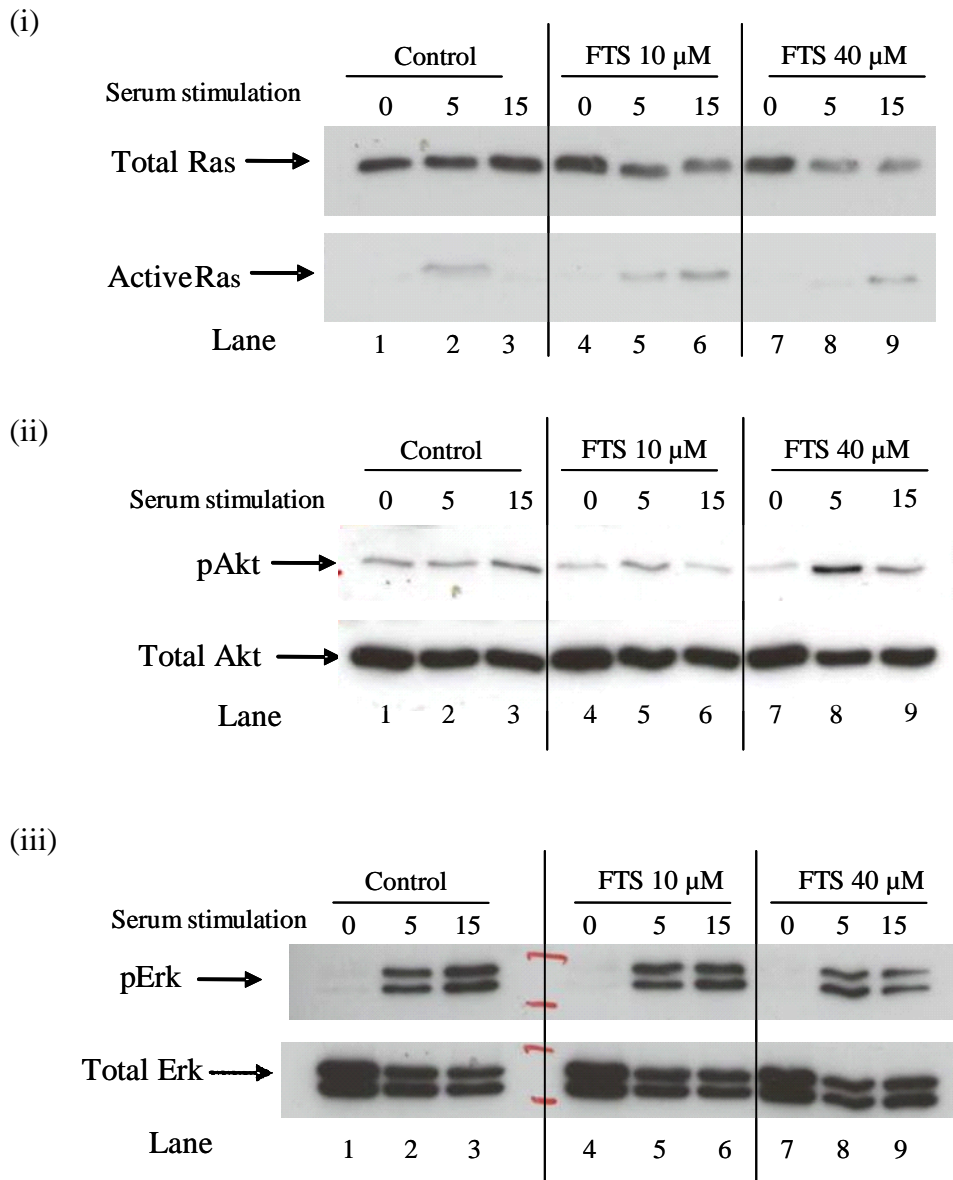 (i)
Control FTS 10 µM FTS 40 µM
Serum stimulation 0 5 15 0 5 15 0 5 15
Total Ras
Active Ras
Lane 1 2 3 4 5 6 7 8 9
(ii)
Control FTS 10 µM FTS 40 µM
Serum stimulation 0 5 15 0 5 15 0 5 15
pAkt
Total Akt
Lane 1 2 3 4 5 6 7 8 9
(iii)
Control FTS 10 µM FTS 40 µM
Serum stimulation 0 5 15 0 5 15 0 5 15
pErk
Total Erk
Lane 1 2 3 4 5 6 7 8 9